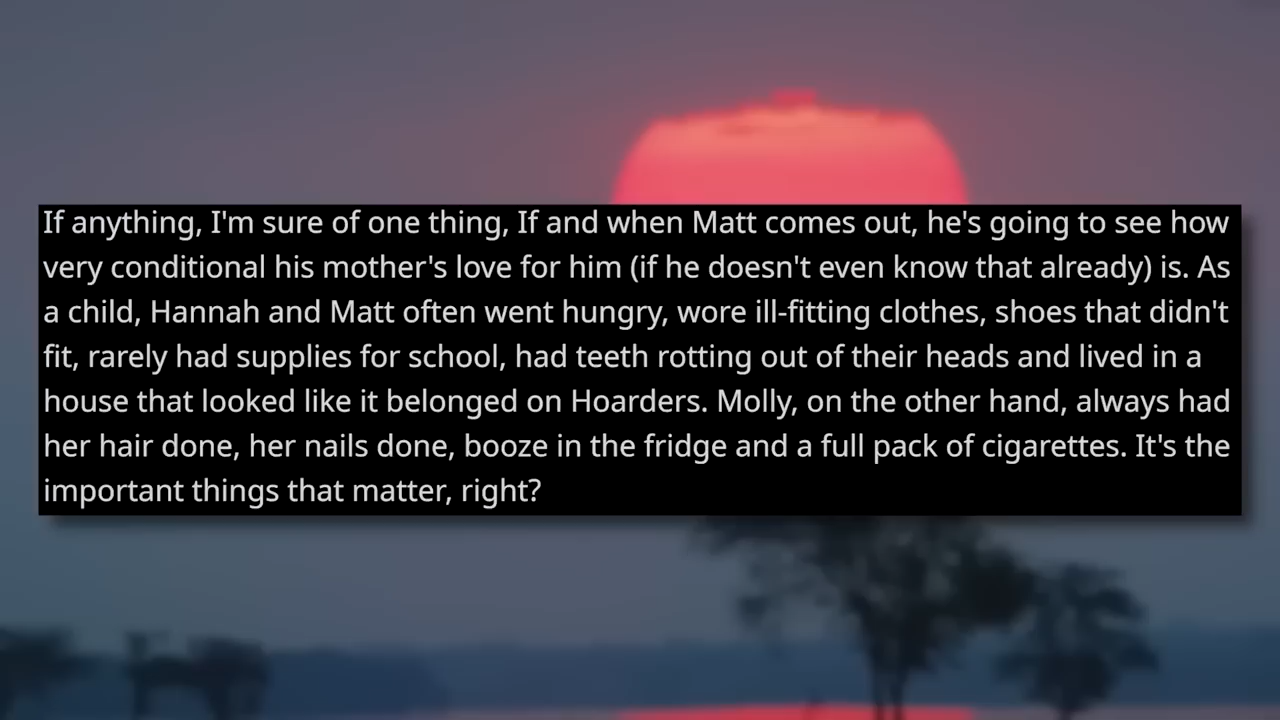 If anything, I'm sure of one thing, If and when Matt comes out, he's going to see how
very conditional his mother's love for him (if he doesn't even know that already) is. As
a child, Hannah and Matt often went hungry, wore ill-fitting clothes, shoes that didn't
fit, rarely had supplies for school, had teeth rotting out of their heads and lived in a
house that looked like it belonged on Hoarders. Molly, on the other hand, always had
her hair done, her nails done, booze in the fridge and a full pack of cigarettes. It's the
important things that matter, right?